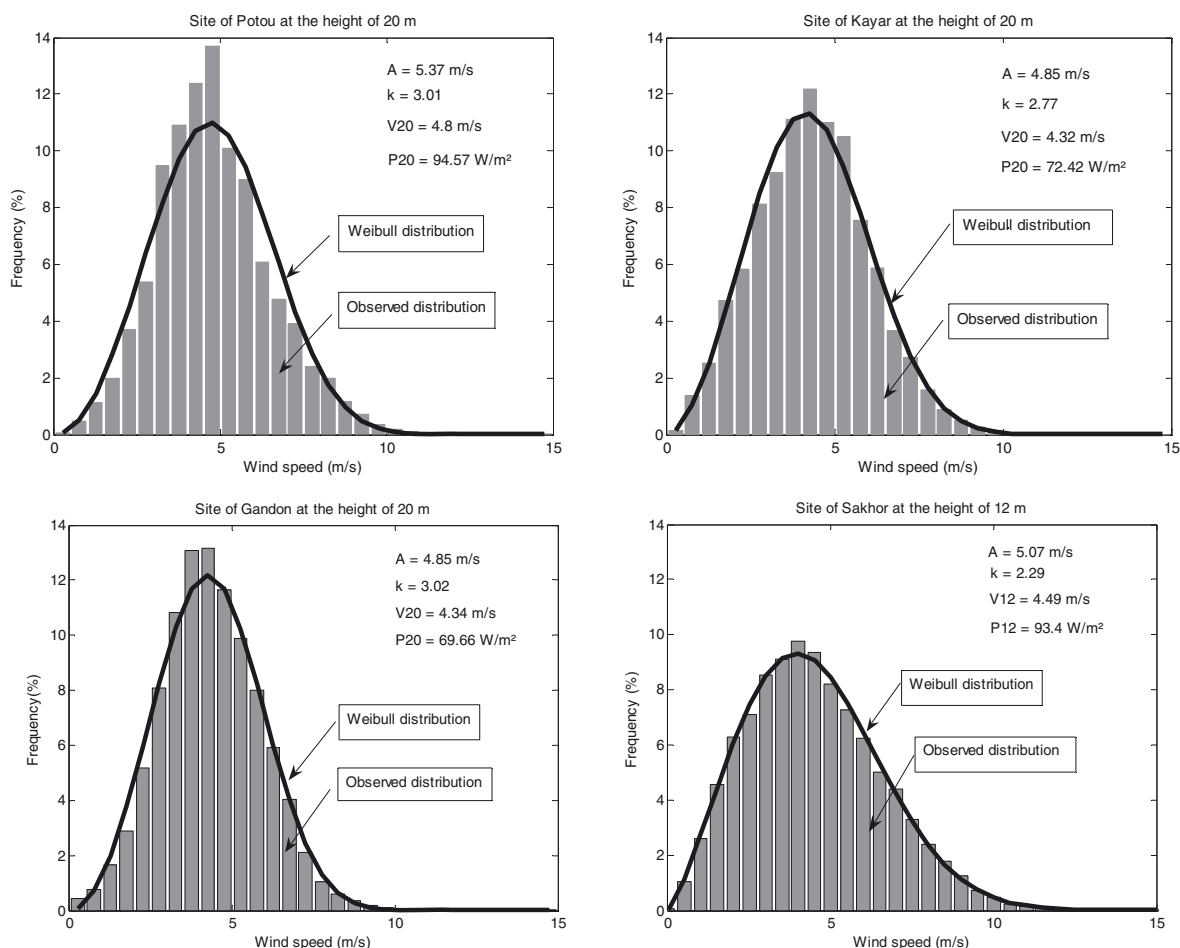 Site of Potou at the height of 20 m
14
12
10
8
6
4
2
0
Frequency (%)
A = 5.37 m/s
k = 3.01
V20 = 4.8 m/s
P20 = 94.57 W/m²
Weibull distribution
Observed distribution
0 5 10 15
Wind speed (m/s)
Site of Kayar at the height of 20 m
14
12
10
8
6
4
2
0
Frequency (%)
A = 4.85 m/s
k = 2.77
V20 = 4.32 m/s
P20 = 72.42 W/m²
Weibull distribution
Observed distribution
0 5 10 15
Wind speed (m/s)
Site of Gandon at the height of 20 m
14
12
10
8
6
4
2
0
Frequency(%)
A = 4.85 m/s
k = 3.02
V20 = 4.34 m/s
P20 = 69.66 W/m²
Weibull distribution
Observed distribution
0 5 10 15
Wind speed (m/s)
Site of Sakhor at the height of 12 m
14
12
10
8
6
4
2
0
Frequency (%)
A = 5.07 m/s
k = 2.29
V12 = 4.49 m/s
P12 = 93.4 W/m²
Weibull distribution
Observed distribution
0 5 10 15
Wind speed (m/s)